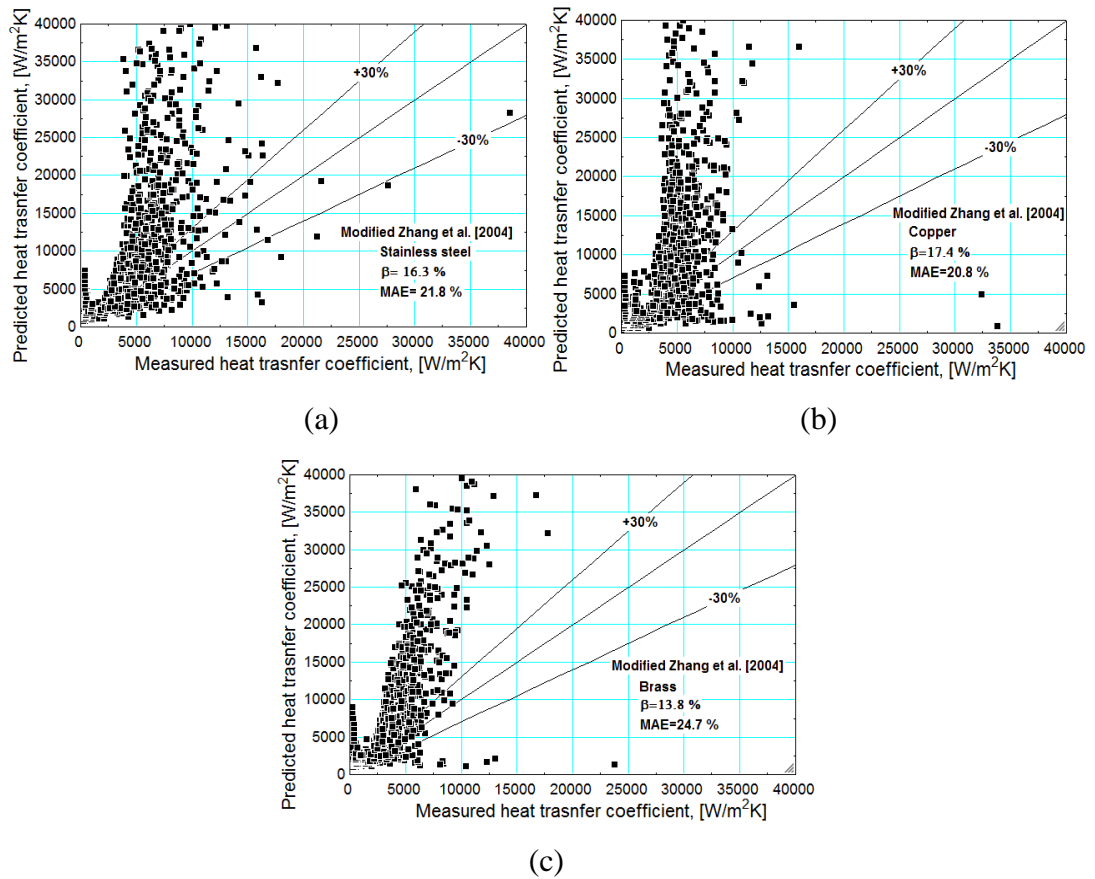 Predicted heat trasnfer coefficient, [W/m²K]
40000
35000
30000
25000
20000
15000
10000
5000
0
+30%
-30%
Modified Zhang et al. [2004]
Stainless steel
β= 16.3 %
MAE= 21.8 %
0 5000 10000 15000 20000 25000 30000 35000 40000
Measured heat trasnfer coefficient, [W/m²K]
(a)
Predicted heat trasnfer coefficient, [W/m²K]
40000
35000
30000
25000
20000
15000
10000
5000
0
+30%
-30%
Modified Zhang et al. [2004]
Copper
β=17.4 %
MAE=20.8 %
0 5000 10000 15000 20000 25000 30000 35000 40000
Measured heat trasnfer coefficient, [W/m²K]
(b)
Predicted heat trasnfer coefficient, [W/m²K]
40000
35000
30000
25000
20000
15000
10000
5000
0
+30%
-30%
Modified Zhang et al. [2004]
Brass
β=13.8 %
MAE=24.7 %
0 5000 10000 15000 20000 25000 30000 35000 40000
Measured heat trasnfer coefficient, [W/m²K]
(c)